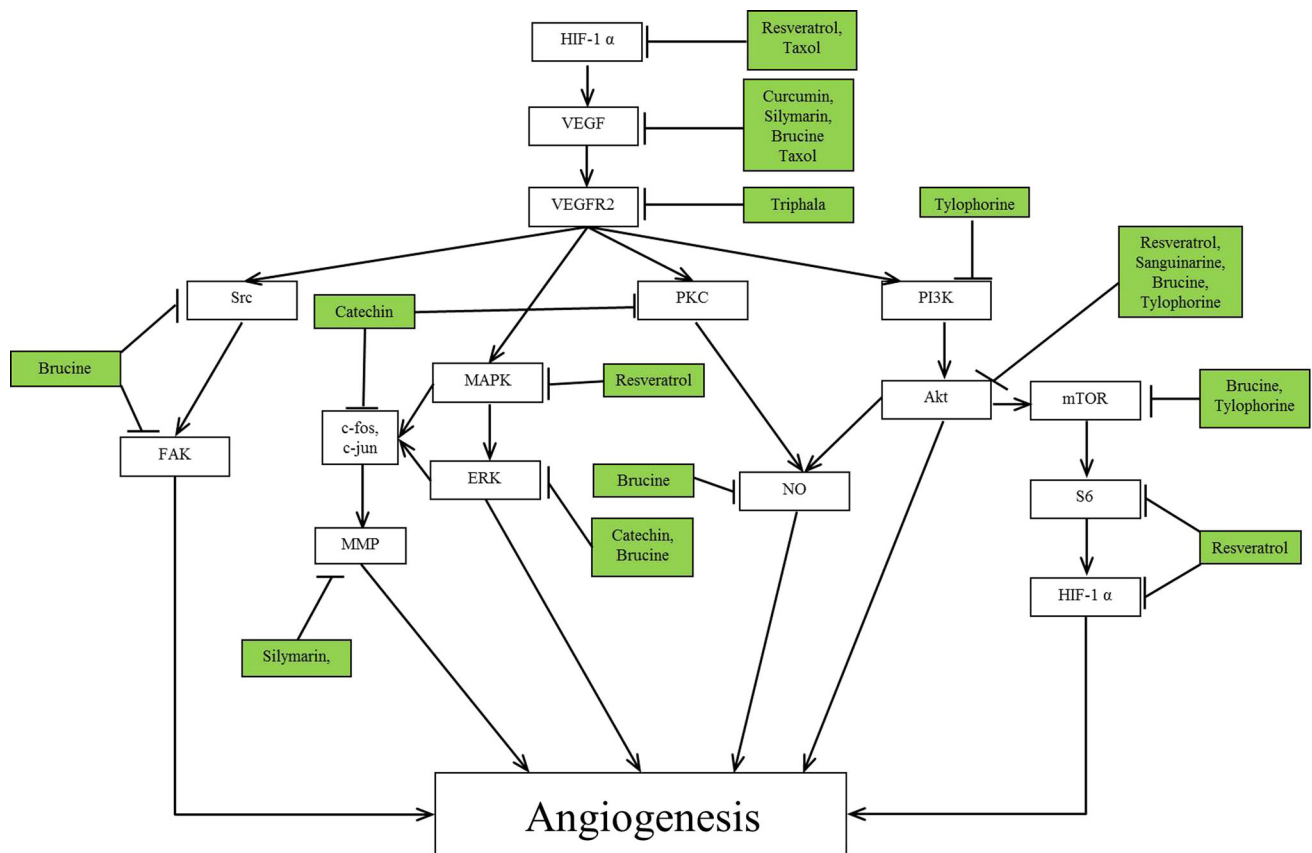 HIF-1 α
Resveratrol,
Taxol
VEGF
Curcumin,
Silymarin,
Brucine
Taxol
VEGFR2
Triphala
Tylophorine
Resveratrol,
Sanguinarine,
Brucine,
Tylophorine
Src
Catechin
PKC
PI3K
Brucine
MAPK
Resveratrol
Akt
mTOR
Brucine,
Tylophorine
c-fos,
c-jun
FAK
ERK
Brucine
NO
S6
MMP
Catechin,
Brucine
Resveratrol
HIF-1 α
Silymarin,
Angiogenesis